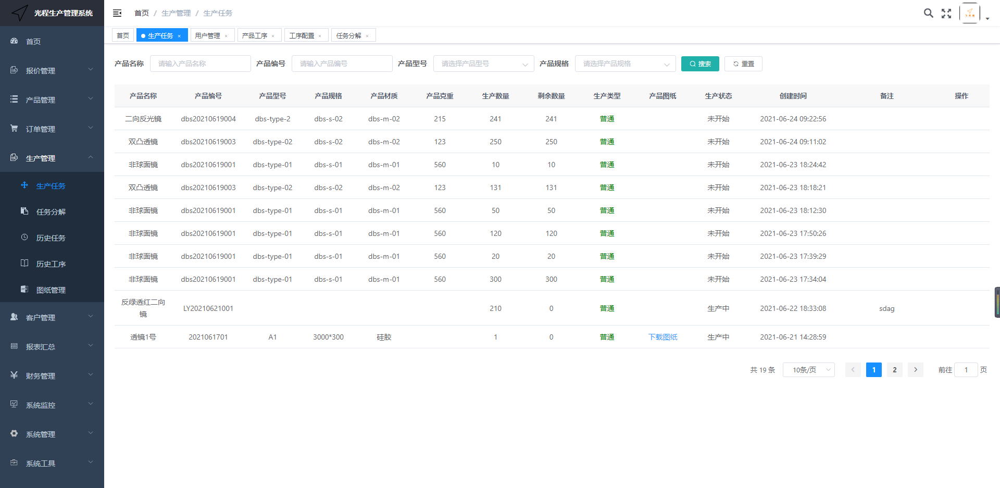 光程生产管理系统
首页 / 生产管理 / 生产任务
首页 生产任务 × 用户管理 × 产品工序 × 工序配置 × 任务分解 ×
首页
报价管理
产品管理
订单管理
生产管理
生产任务
任务分解
历史任务
历史工序
图纸管理
客户管理
报表汇总
财务管理
系统监控
系统管理
系统工具
产品名称 请输入产品名称 产品编号 请输入产品编号 产品型号 请选择产品型号 产品规格 请选择产品规格 搜索 重置
产品名称 产品编号 产品型号 产品规格 产品材质 产品克重 生产数量 剩余数量 生产类型 产品图纸 生产状态 创建时间 备注 操作
二向反光镜 dbs20210619004 dbs-type-2 dbs-s-02 dbs-m-02 215 241 241 普通 未开始 2021-06-24 09:22:56
双凸透镜 dbs20210619003 dbs-type-02 dbs-s-02 dbs-m-02 123 250 250 普通 未开始 2021-06-24 09:11:02
非球面镜 dbs20210619001 dbs-type-01 dbs-s-01 dbs-m-01 560 10 10 普通 未开始 2021-06-23 18:24:42
双凸透镜 dbs20210619003 dbs-type-02 dbs-s-02 dbs-m-02 123 131 131 普通 未开始 2021-06-23 18:18:21
非球面镜 dbs20210619001 dbs-type-01 dbs-s-01 dbs-m-01 560 50 50 普通 未开始 2021-06-23 18:12:30
非球面镜 dbs20210619001 dbs-type-01 dbs-s-01 dbs-m-01 560 120 120 普通 未开始 2021-06-23 17:50:26
非球面镜 dbs20210619001 dbs-type-01 dbs-s-01 dbs-m-01 560 20 20 普通 未开始 2021-06-23 17:39:29
非球面镜 dbs20210619001 dbs-type-01 dbs-s-01 dbs-m-01 560 300 300 普通 未开始 2021-06-23 17:34:04
反绿透红二向
镜 LY20210621001 210 0 普通 生产中 2021-06-22 18:33:08 sdag
透镜1号 2021061701 A1 3000*300 硅胶 1 0 普通 下载图纸 生产中 2021-06-21 14:28:59
共 19 条 10条/页 1 2 前往 1 页